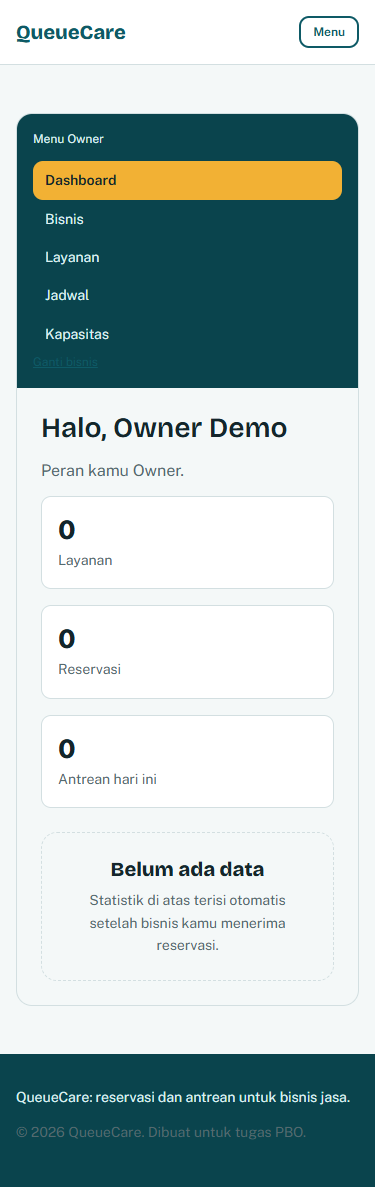 QueueCare
Menu
Menu Owner
Dashboard
Bisnis
Layanan
Jadwal
Kapasitas
Ganti bisnis
Halo, Owner Demo
Peran kamu Owner.
0
Layanan
0
Reservasi
0
Antrean hari ini
Belum ada data
Statistik di atas terisi otomatis
setelah bisnis kamu menerima
reservasi.
QueueCare: reservasi dan antrean untuk bisnis jasa.
© 2026 QueueCare. Dibuat untuk tugas PBO.